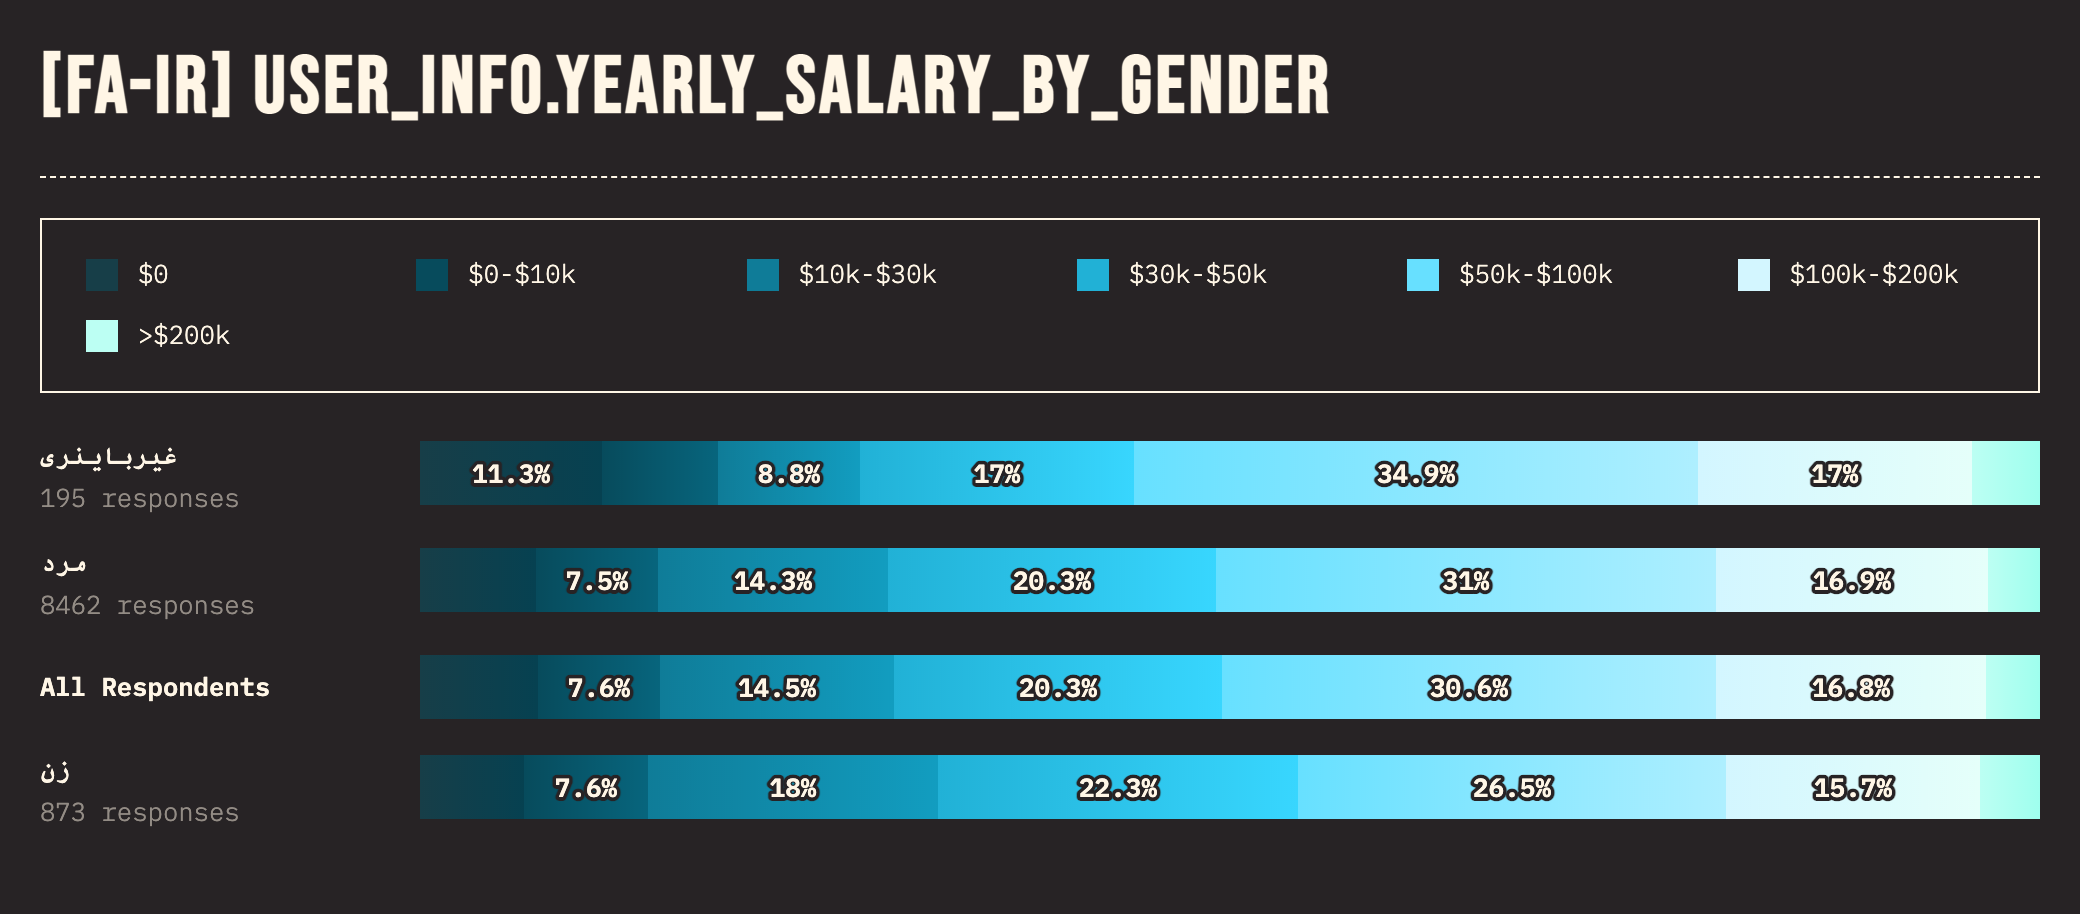 [FA-IR] USER_INFO.YEARLY_SALARY_BY_GENDER
$0 $0-$10k $10k-$30k $30k-$50k $50k-$100k $100k-$200k
>$200k
غیرباینری
195 responses
11.3% 8.8% 17% 34.9% 17%
مرد
8462 responses
7.5% 14.3% 20.3% 31% 16.9%
All Respondents
7.6% 14.5% 20.3% 30.6% 16.8%
زن
873 responses
7.6% 18% 22.3% 26.5% 15.7%